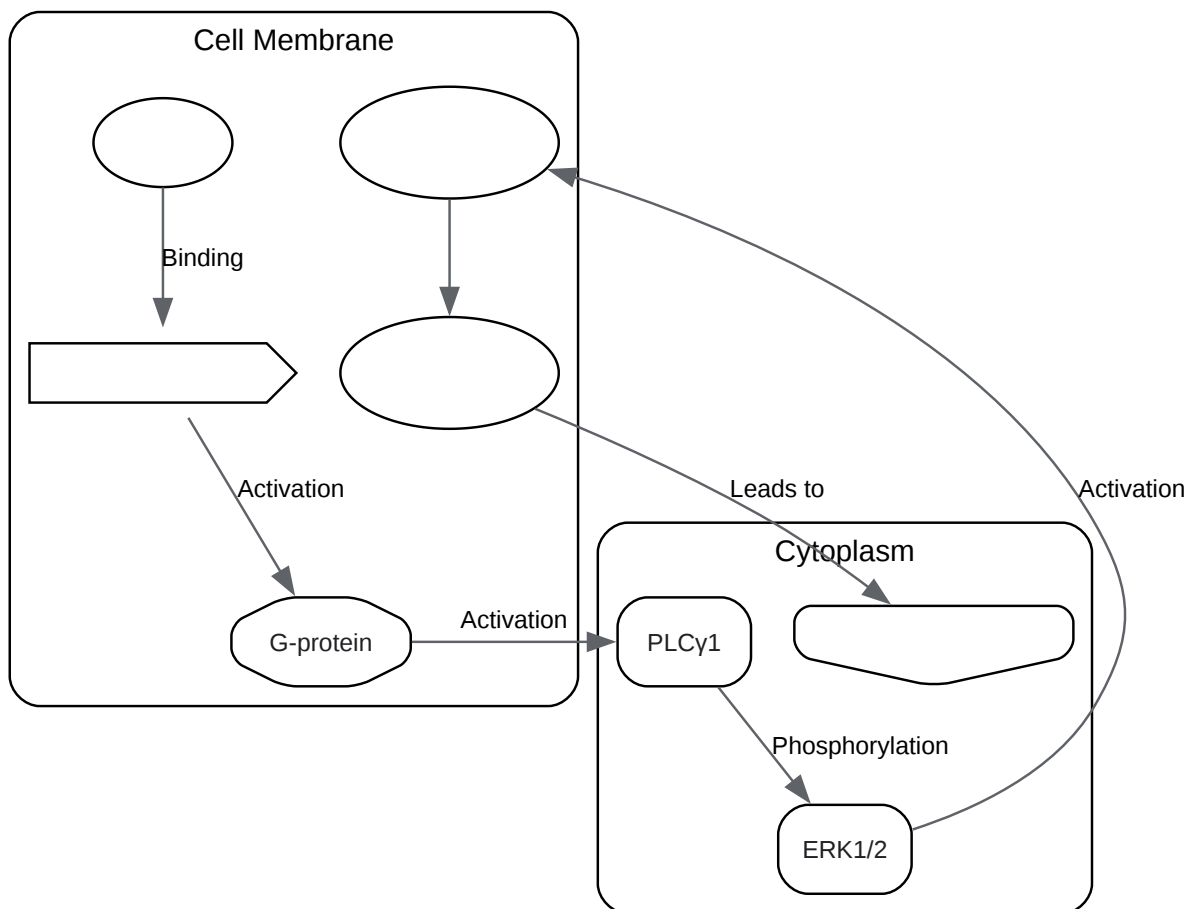 Cell Membrane
Binding
Activation
Leads to
Activation
Cytoplasm
G-protein
Activation
PLCγ1
Phosphorylation
ERK1/2